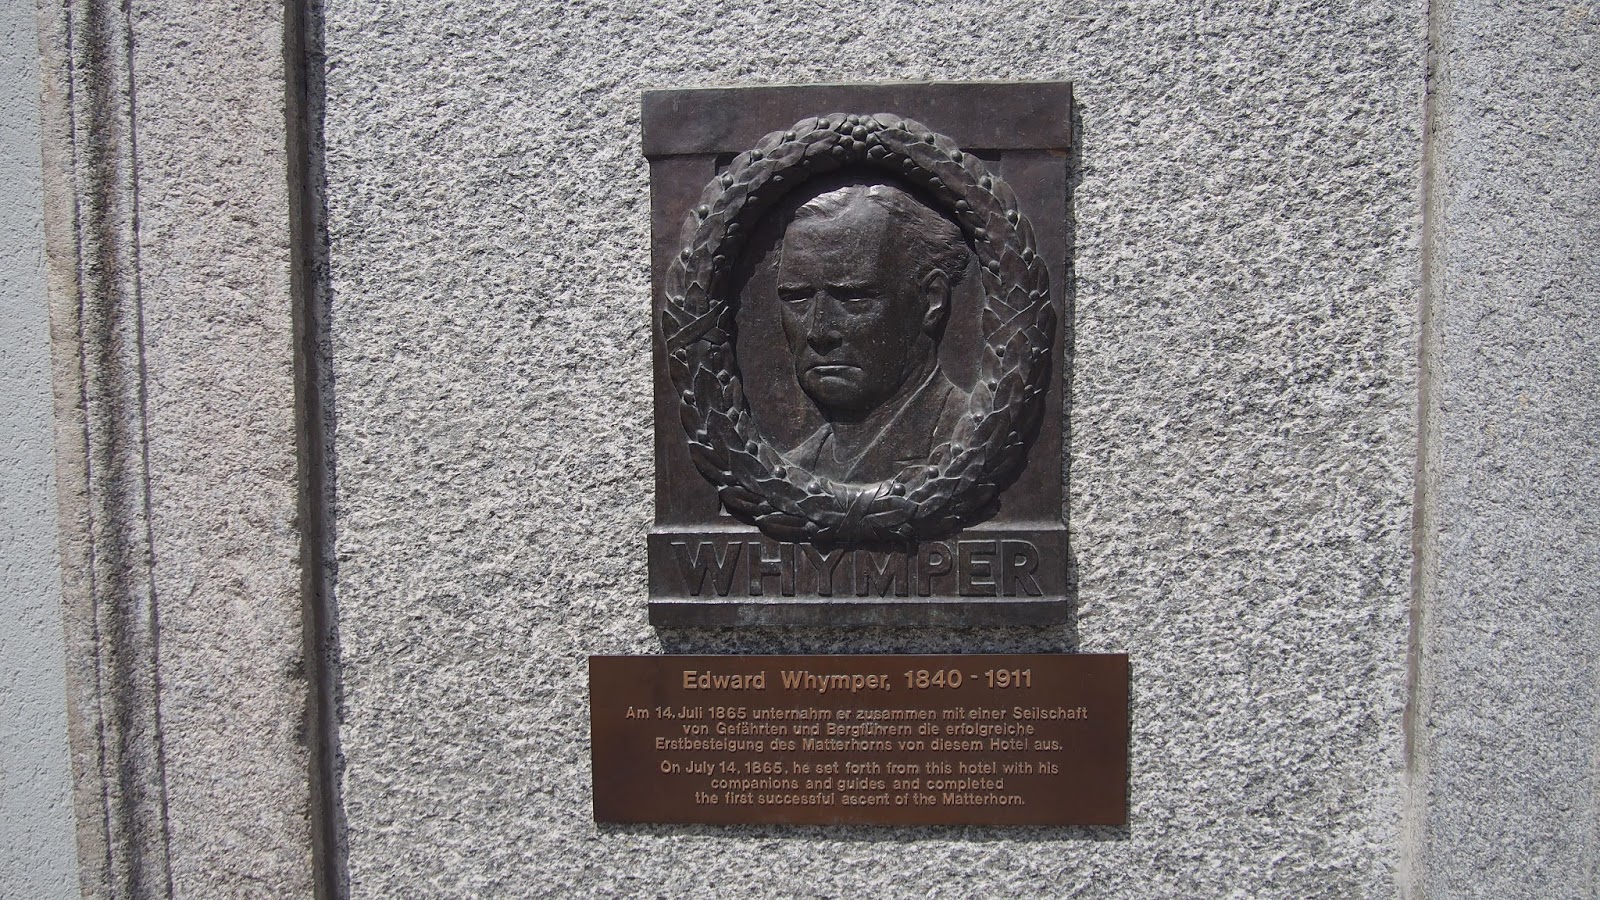 WHYMPER
Edward Whymper, 1840 - 1911
Am 14. Juli 1865 unternahm er zusammen mit einer Seilschaft
von Gefährten und Bergführern die erfolgreiche
Erstbesteigung des Matterhorns von diesem Hotel aus.
On July 14, 1865, he set forth from this hotel with his
companions and guides and completed
the first successful ascent of the Matterhorn.